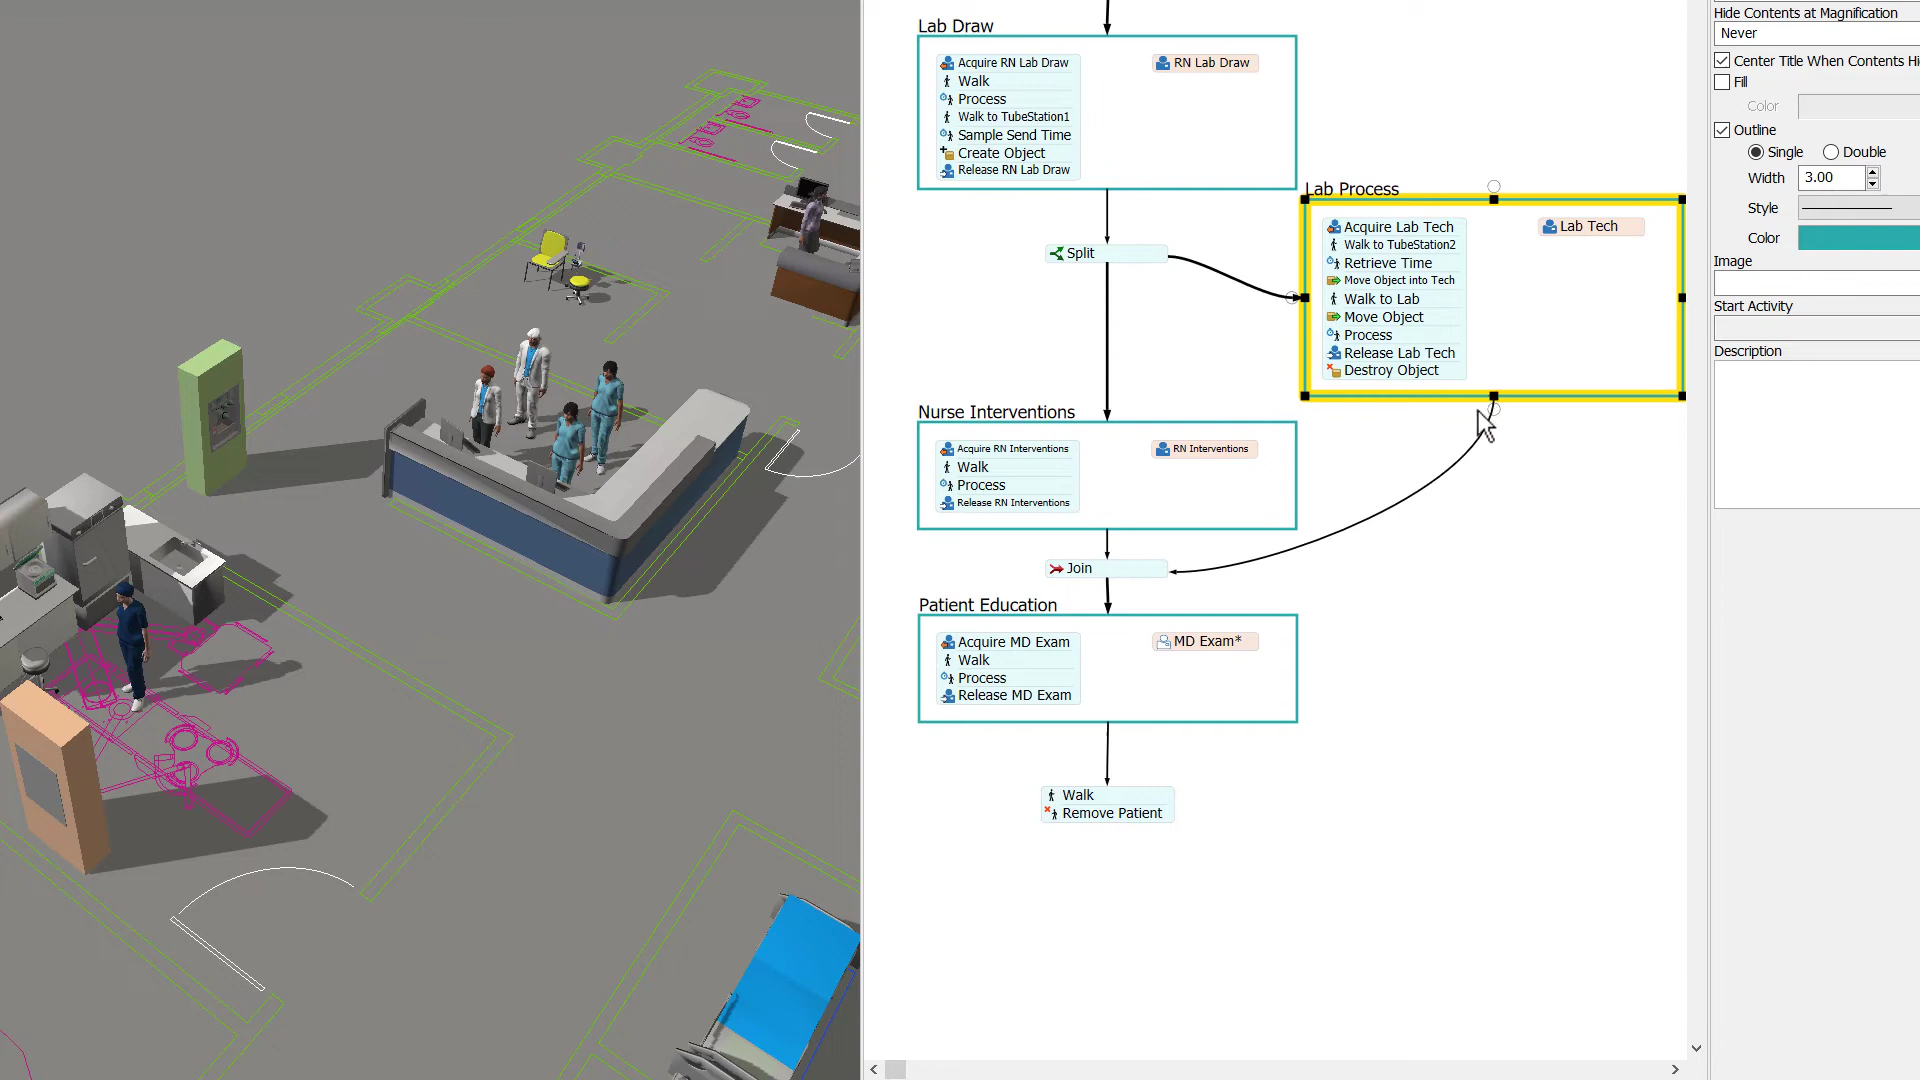 Lab Draw
Acquire RN Lab Draw
Walk
Process
Walk to TubeStation1
Sample Send Time
Create Object
Release RN Lab Draw
RN Lab Draw
Split
Lab Process
Acquire Lab Tech
Walk to TubeStation2
Retrieve Time
Move Object into Tech
Walk to Lab
Move Object
Process
Release Lab Tech
Destroy Object
Lab Tech
Nurse Interventions
Acquire RN Interventions
Walk
Process
Release RN Interventions
RN Interventions
Join
Patient Education
Acquire MD Exam
Walk
Process
Release MD Exam
MD Exam*
Walk
Remove Patient
Hide Contents at Magnification
Never
Center Title When Contents Hi
Fill
Color
Outline
Single Double
Width 3.00
Style
Color
Image
Start Activity
Description